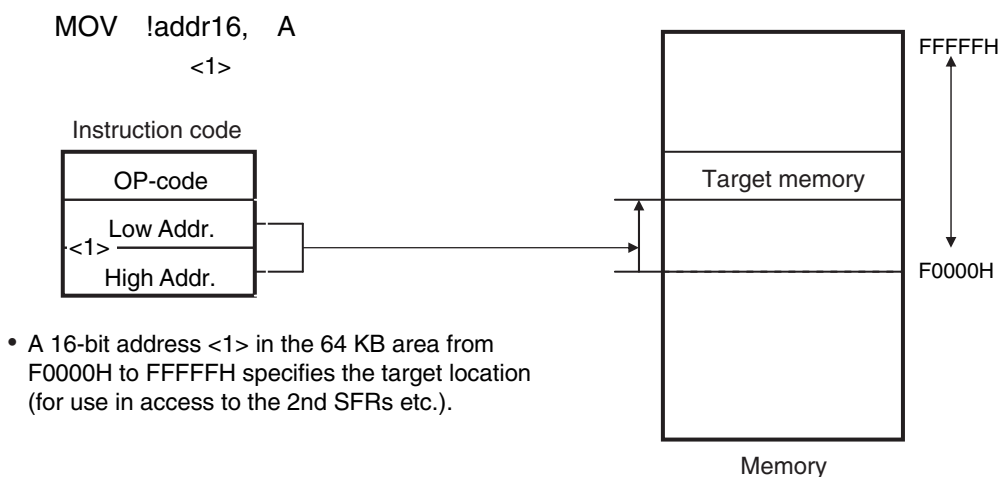 MOV !addr16, A
<1>
Instruction code
OP-code
Low Addr.
<1>
High Addr.
FFFFFH
Target memory
F0000H
Memory
• A 16-bit address <1> in the 64 KB area from
F0000H to FFFFFH specifies the target location
(for use in access to the 2nd SFRs etc.).